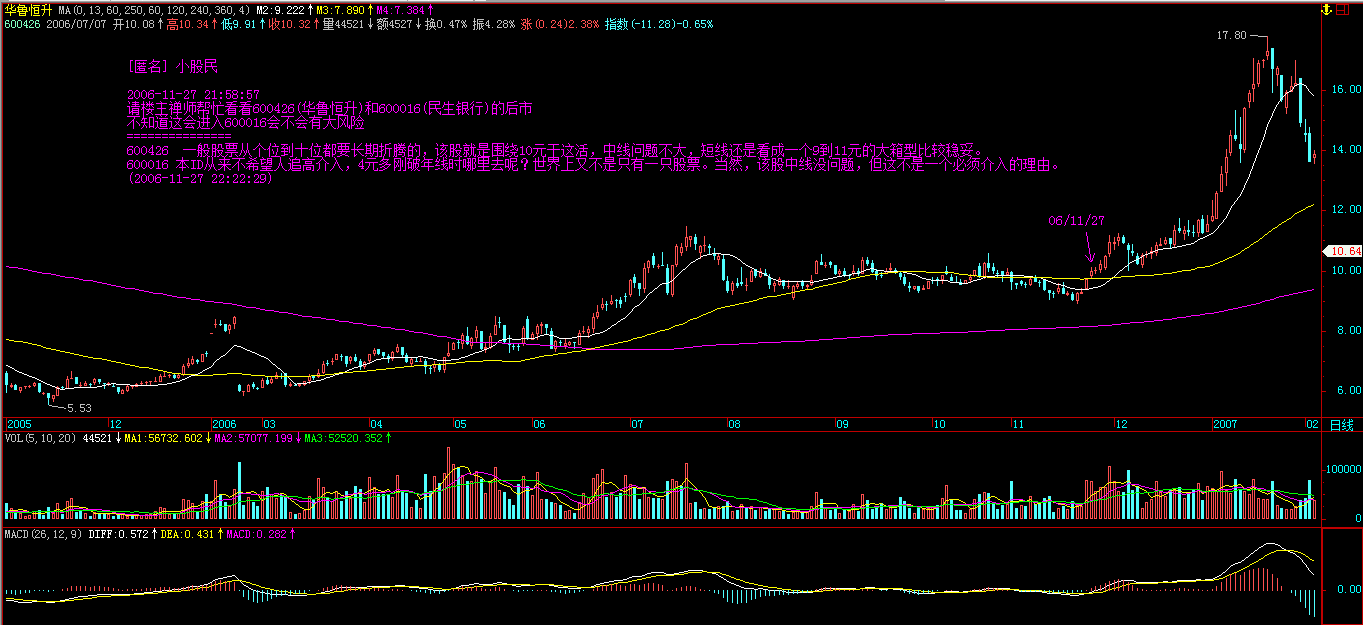 华鲁恒升 MA(0,13,60,250,60,120,240,360,4) M2:9.222↑M3:7.890↑M4:7.384↑
600426 2006/07/07 开10.08↑高10.34↑低9.91↑收10.32↑量44521↓额4527↓换0.47% 振4.28% 涨(0.24)2.38% 指数(-11.28)-0.65%
17.80
[匿名] 小股民
2006-11-27 21:58:57
请楼主禅师帮忙看看600426(华鲁恒升)和600016(民生银行)的后市
不知道这会进入600016会不会有大风险
===============
600426 一般股票从个位到十位都要长期折腾的，该股就是围绕10元干这活，中线问题不大，短线还是看成一个9到11元的大箱型比较稳妥。
600016 本ID从来不希望人追高介入，4元多刚破年线时哪里去呢？世界上又不是只有一只股票。当然，该股中线没问题，但这不是一个必须介入的理由。
(2006-11-27 22:22:29)
16.00
14.00
12.00
06/11/27
10.64
10.00
8.00
6.00
5.53
2005 12 2006 03 04 05 06 07 08 09 10 11 12 2007 02 日线
VOL(5,10,20) 44521↓MA1:56732.602↓MA2:57077.199↓MA3:52520.352↑
100000
0
MACD(26,12,9) DIFF:0.572↑DEA:0.431↑MACD:0.282↑
0.00